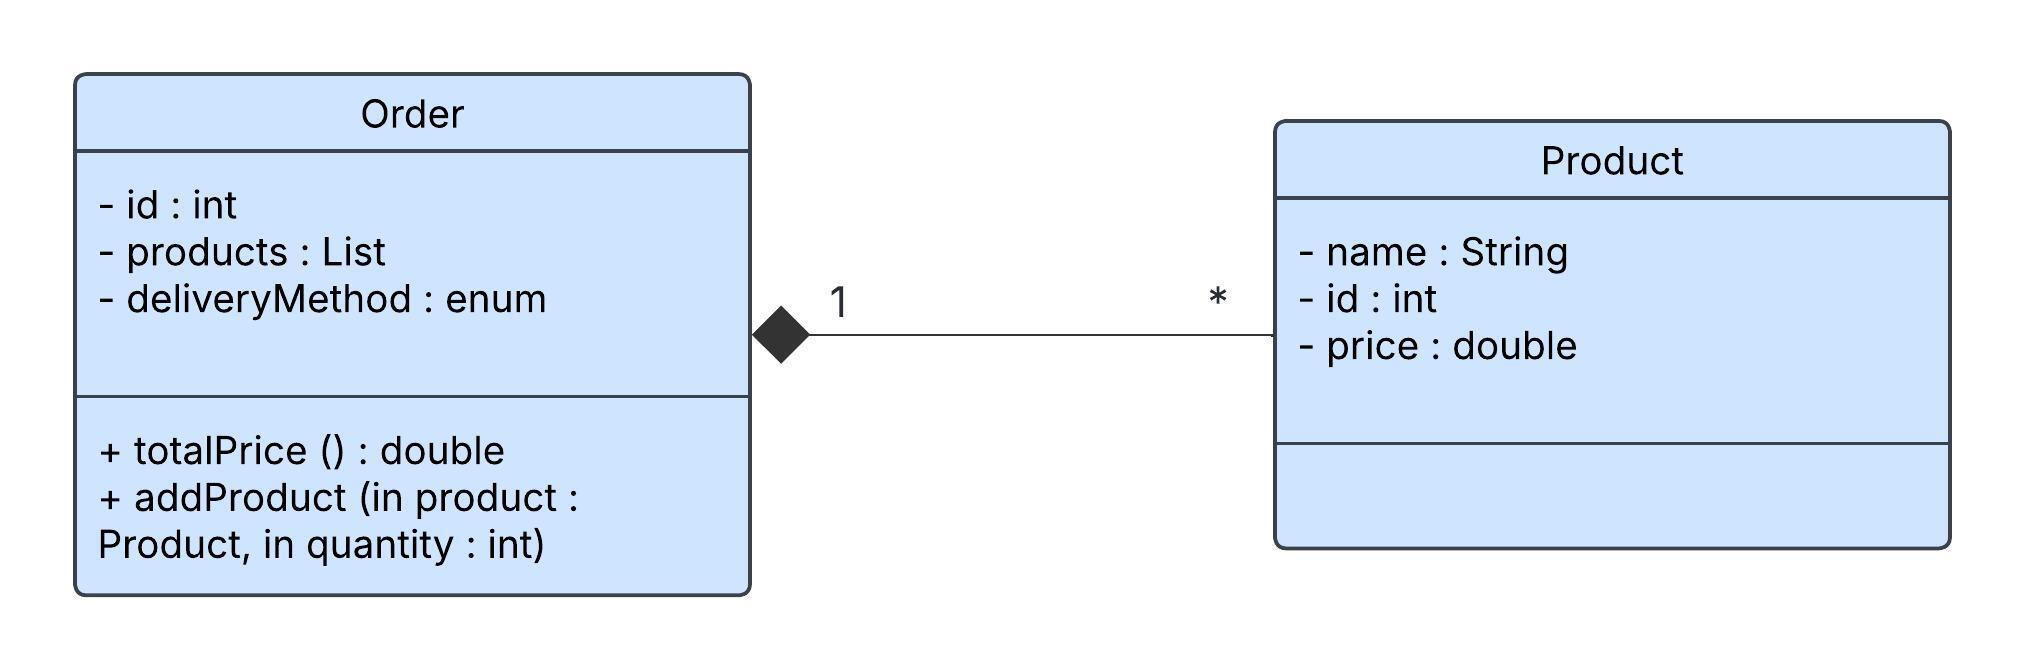 Order
- id : int
- products : List
- deliveryMethod : enum
+ totalPrice () : double
+ addProduct (in product :
Product, in quantity : int)
1
*
Product
- name : String
- id : int
- price : double